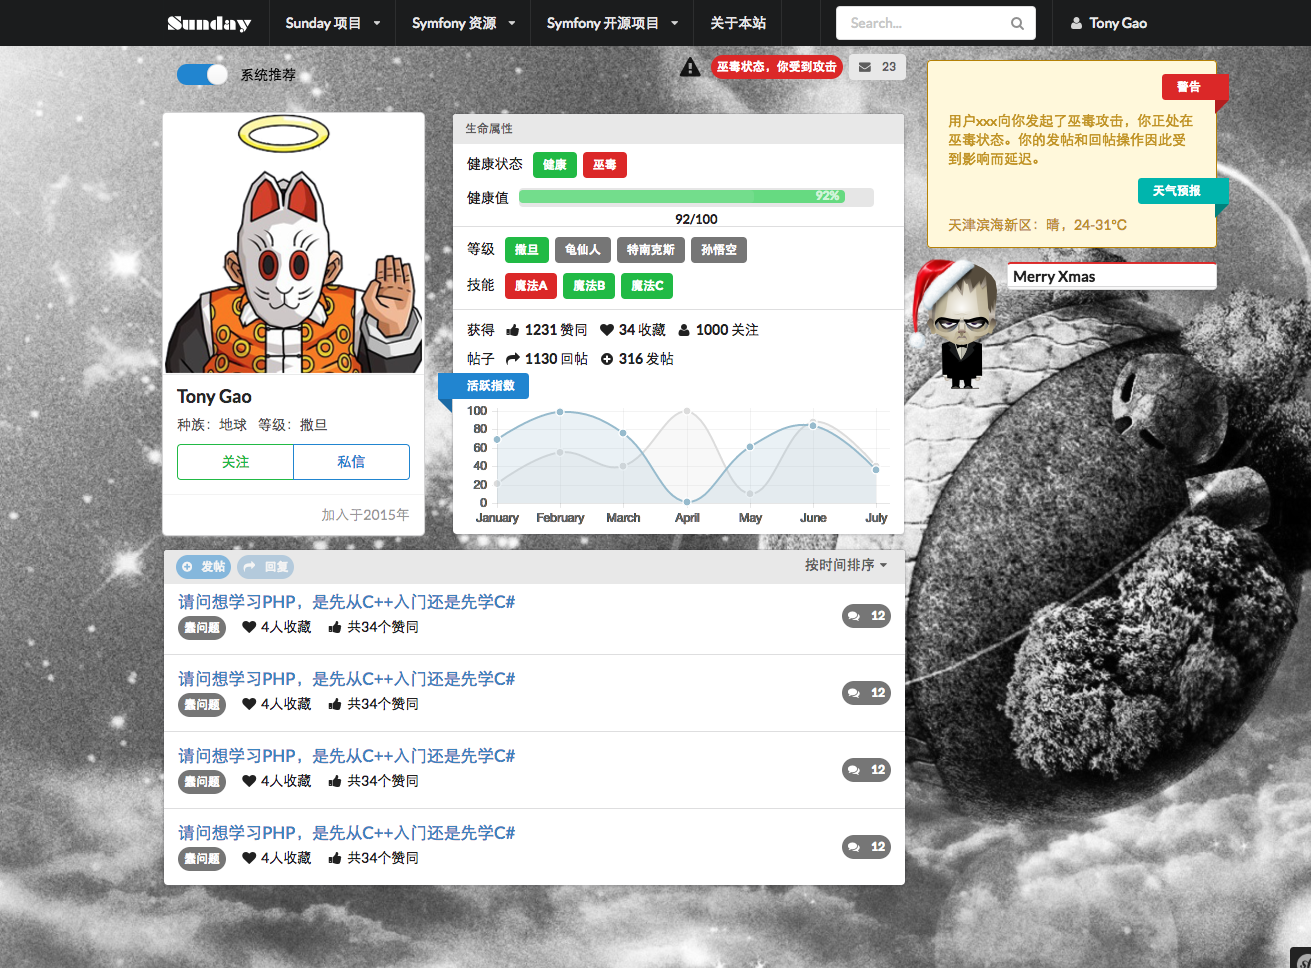 Sunday
Sunday 项目
Symfony 资源
Symfony 开源项目
关于本站
Search...
Tony Gao
系统推荐
巫毒状态，你受到攻击
23
警告
用户xxx向你发起了巫毒攻击，你正处在
巫毒状态。你的发帖和回帖操作因此受
到影响而延迟。
天气预报
天津滨海新区：晴，24-31℃
Merry Xmas
Tony Gao
种族：地球 等级：撒旦
关注
私信
加入于2015年
生命属性
健康状态 健康 巫毒
健康值 92%
92/100
等级 撒旦 龟仙人 特南克斯 孙悟空
技能 魔法A 魔法B 魔法C
获得 1231 赞同 34 收藏 1000 关注
帖子 1130 回帖 316 发帖
活跃指数
100
80
60
40
20
0
January February March April May June July
发帖 回复 按时间排序
请问想学习PHP，是先从C++入门还是先学C#
蠢问题 4人收藏 共34个赞同
12
请问想学习PHP，是先从C++入门还是先学C#
蠢问题 4人收藏 共34个赞同
12
请问想学习PHP，是先从C++入门还是先学C#
蠢问题 4人收藏 共34个赞同
12
请问想学习PHP，是先从C++入门还是先学C#
蠢问题 4人收藏 共34个赞同
12